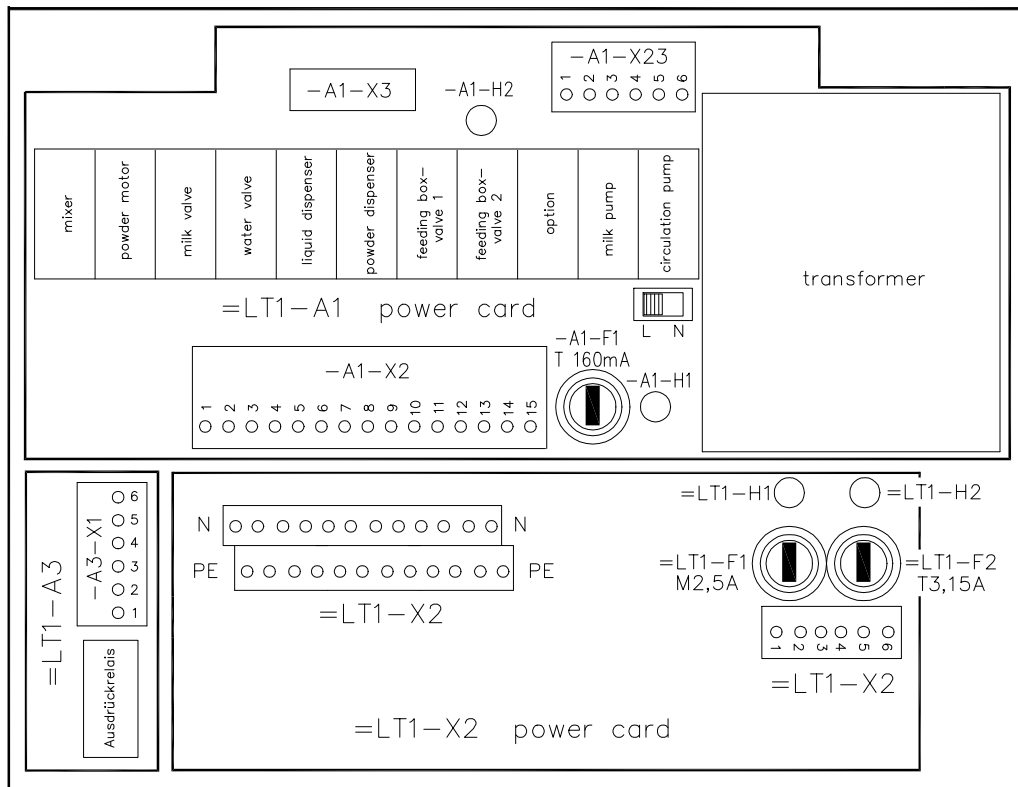 -A1-X23
1 2 3 4 5 6
-A1-X3
-A1-H2
mixer
powder motor
milk valve
water valve
liquid dispenser
powder dispenser
feeding box-
valve 1
feeding box-
valve 2
option
milk pump
circulation pump
transformer
=LT1-A1 power card
L N
-A1-F1
T 160mA
-A1-H1
-A1-X2
1 2 3 4 5 6 7 8 9 10 11 12 13 14 15
=LT1-A3
-A3-X1
6
5
4
3
2
1
Ausdrückrelais
N N
PE PE
=LT1-X2
=LT1-H1
=LT1-H2
=LT1-F1
M2,5A
=LT1-F2
T3,15A
1 2 3 4 5 6
=LT1-X2
=LT1-X2 power card